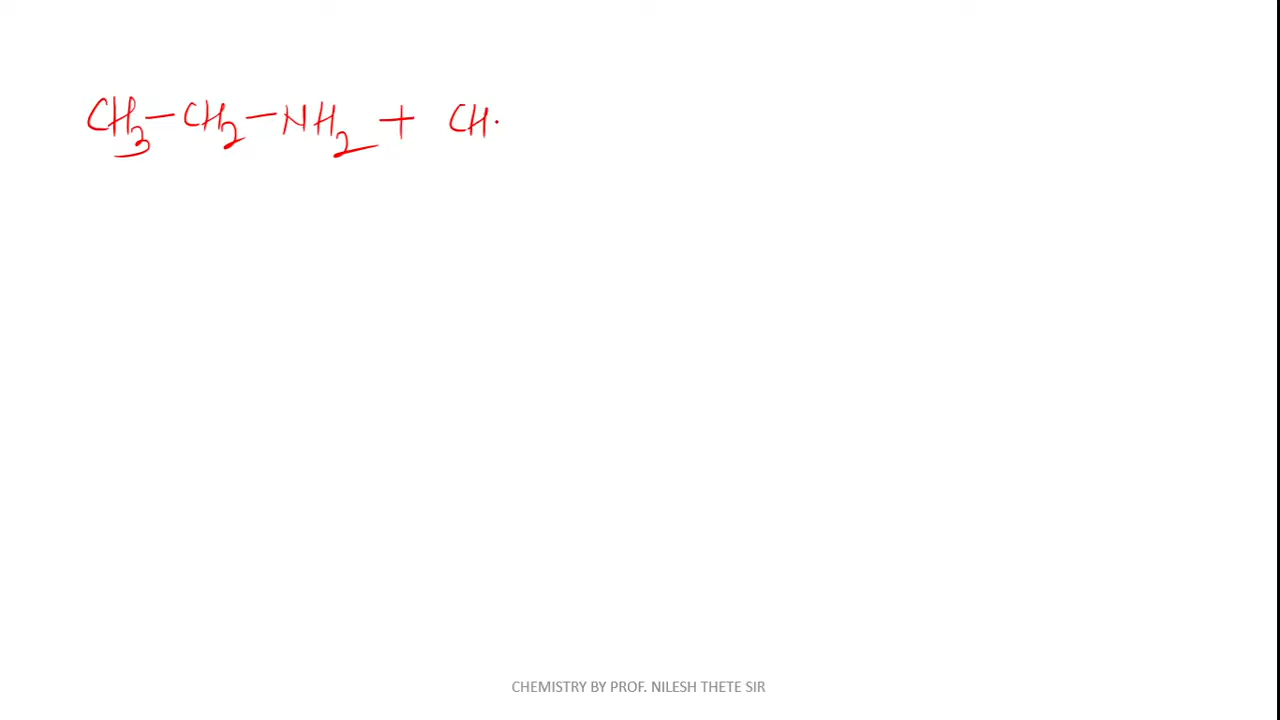 CH3-CH2-NH2 + CH
CHEMISTRY BY PROF. NILESH THETE SIR